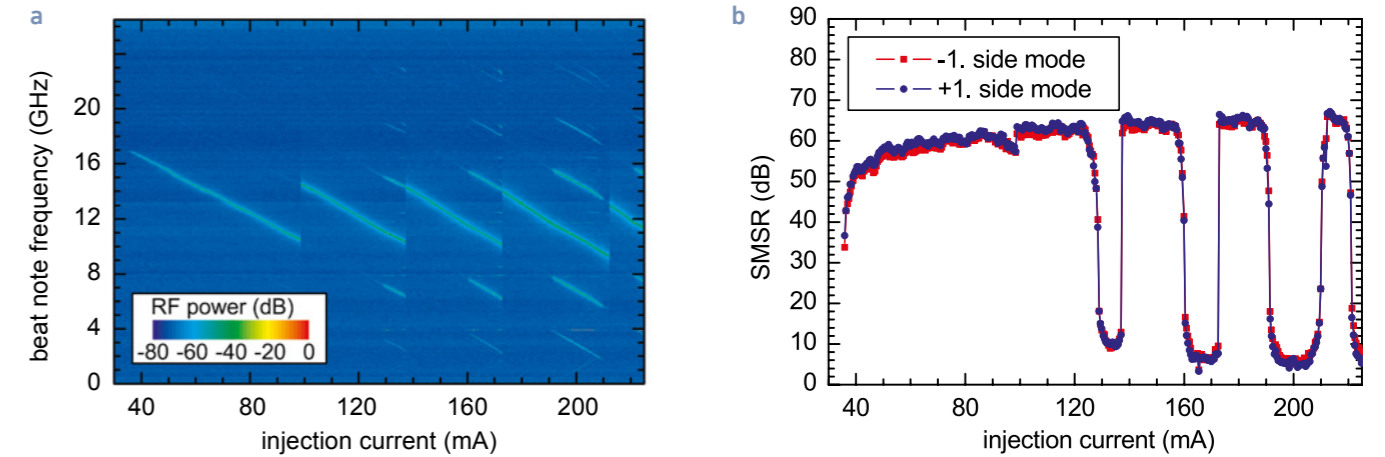 a
beat note frequency (GHz)
20
16
12
8
4
0
RF power (dB)
-80 -60 -40 -20 0
40 80 120 160 200
injection current (mA)
b
SMSR (dB)
90
80
70
60
50
40
30
20
10
0
-1. side mode
+1. side mode
40 80 120 160 200
injection current (mA)